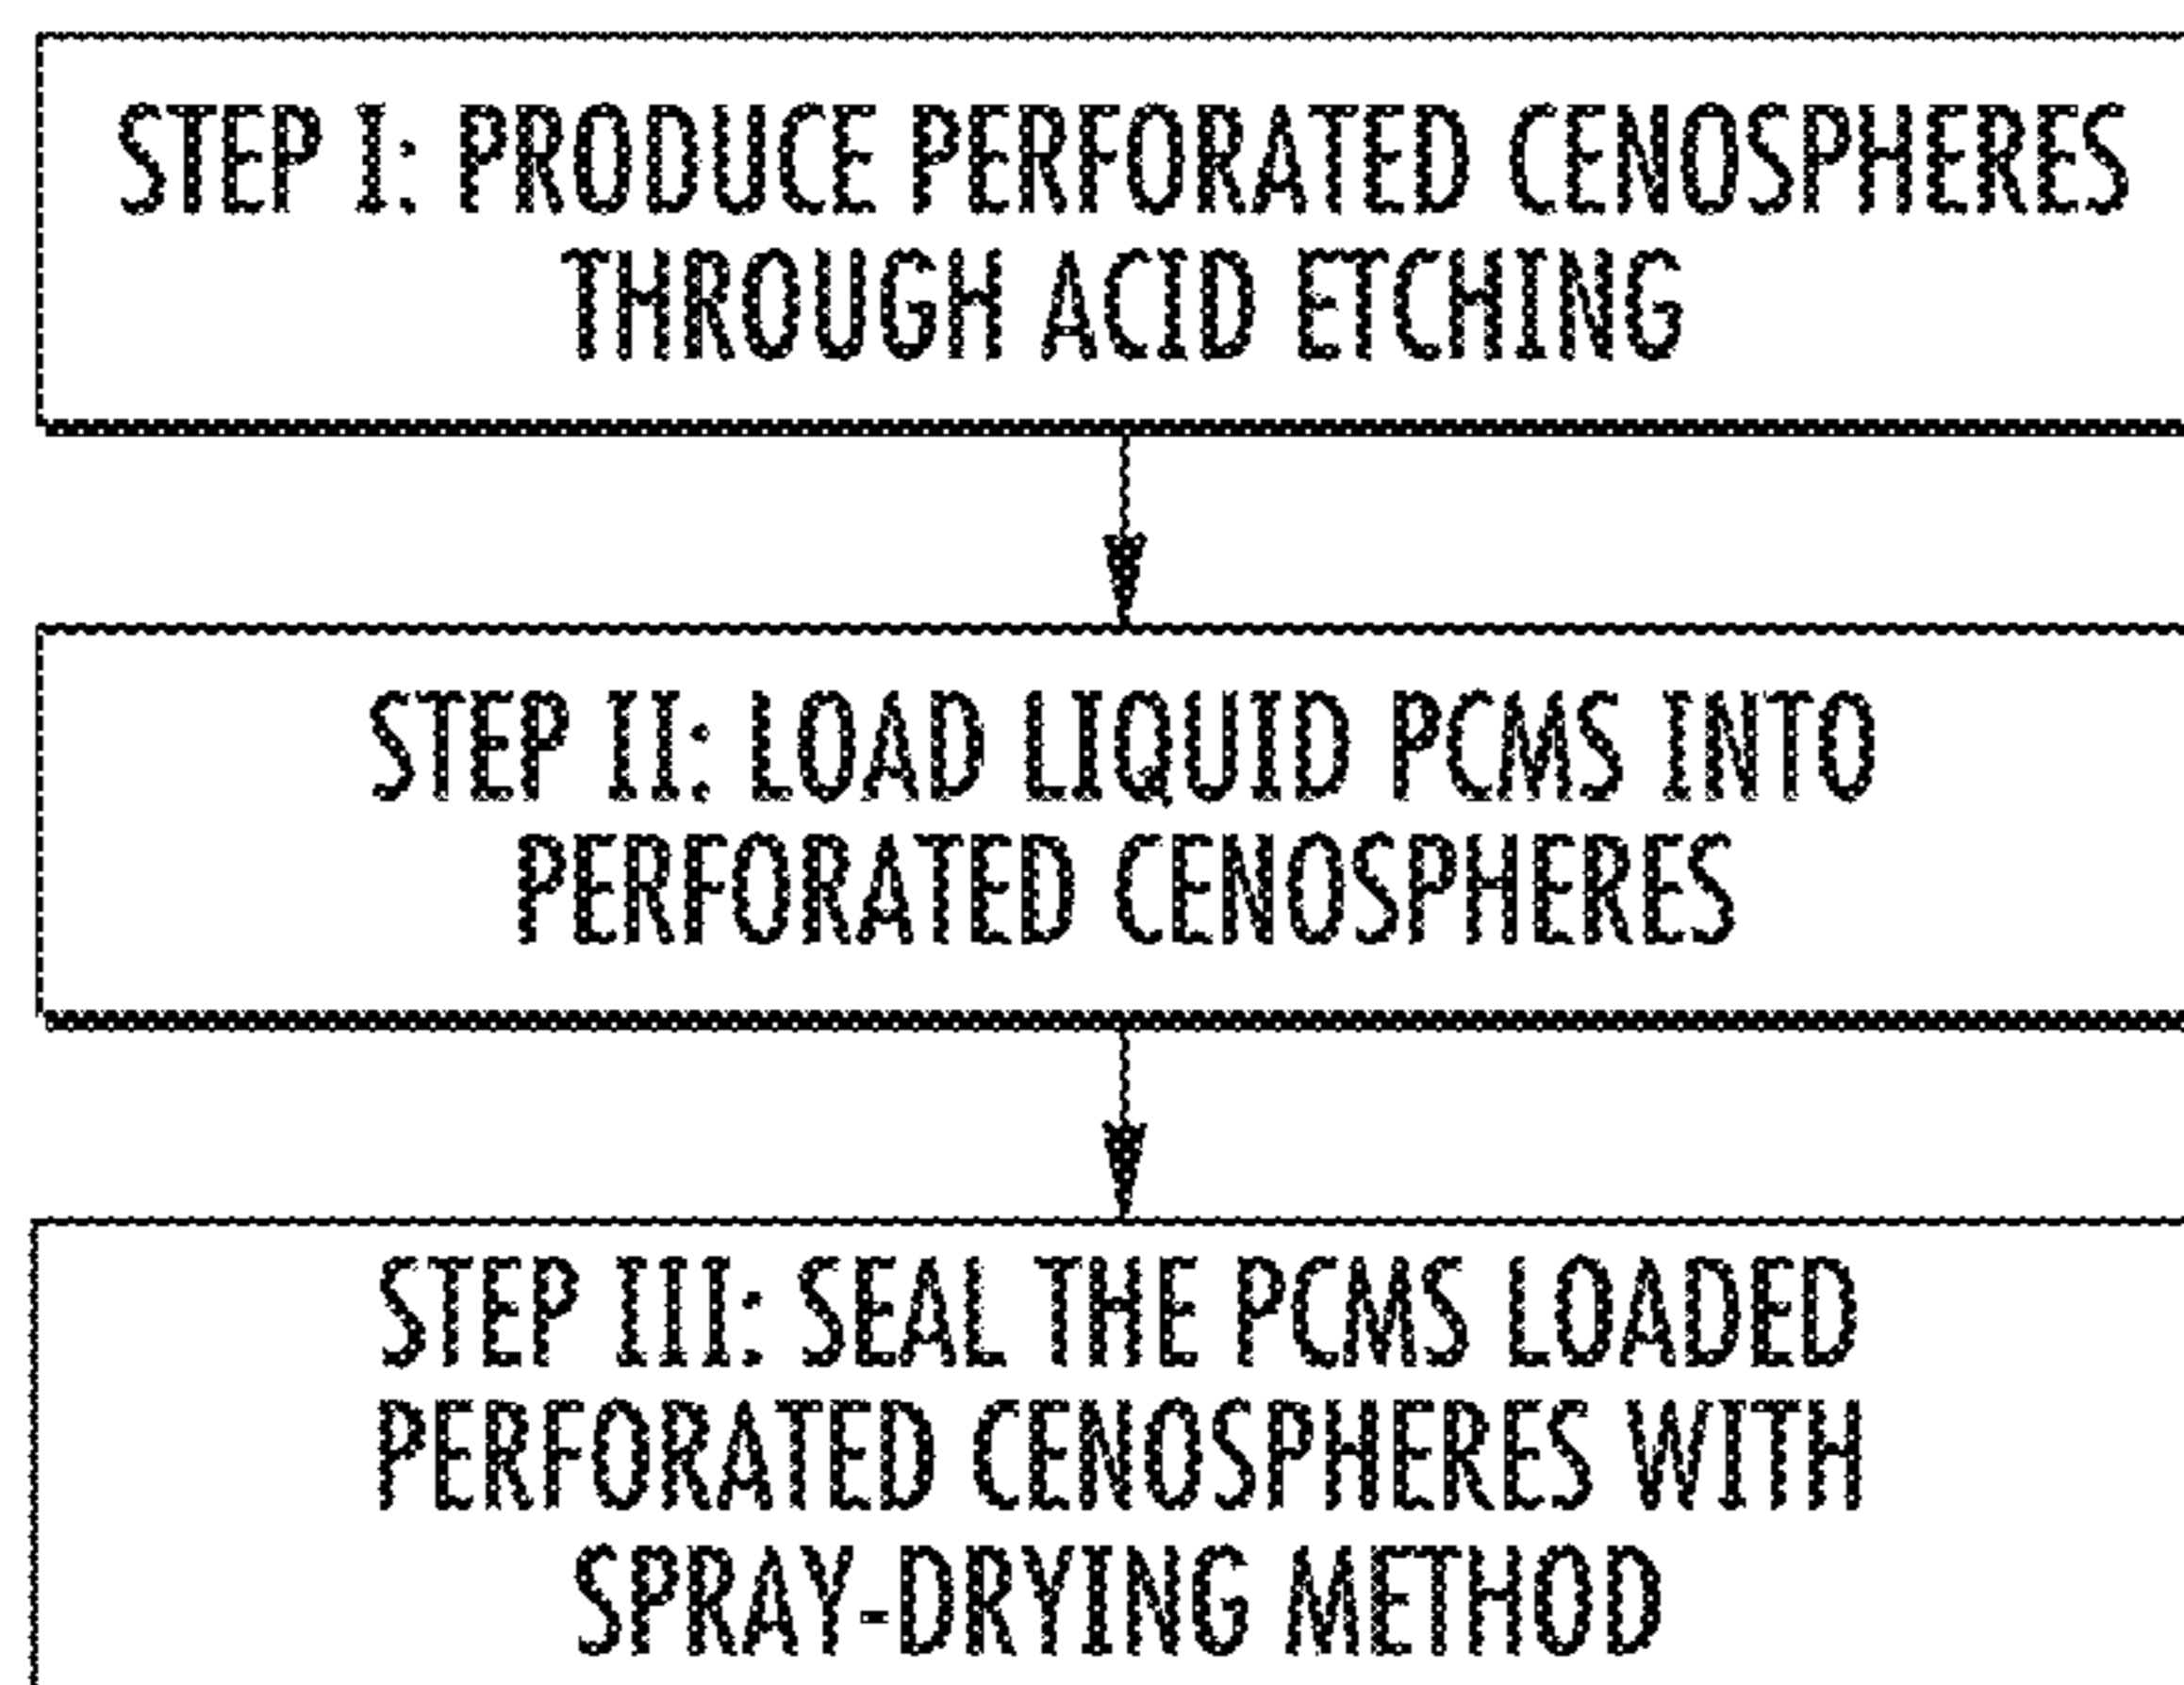 STEP I: PRODUCE PERFORATED CENOSPHERES
THROUGH ACID ETCHING
STEP II: LOAD LIQUID PCMS INTO
PERFORATED CENOSPHERES
STEP III: SEAL THE PCMS LOADED
PERFORATED CENOSPHERES WITH
SPRAY-DRYING METHOD